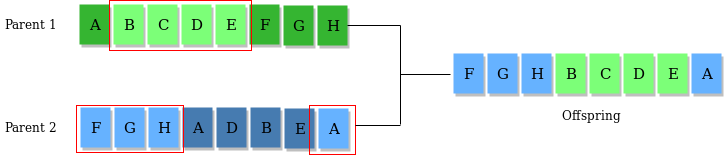 Parent 1 A B C D E F G H
F G H B C D E A
Offspring
Parent 2 F G H A D B E A